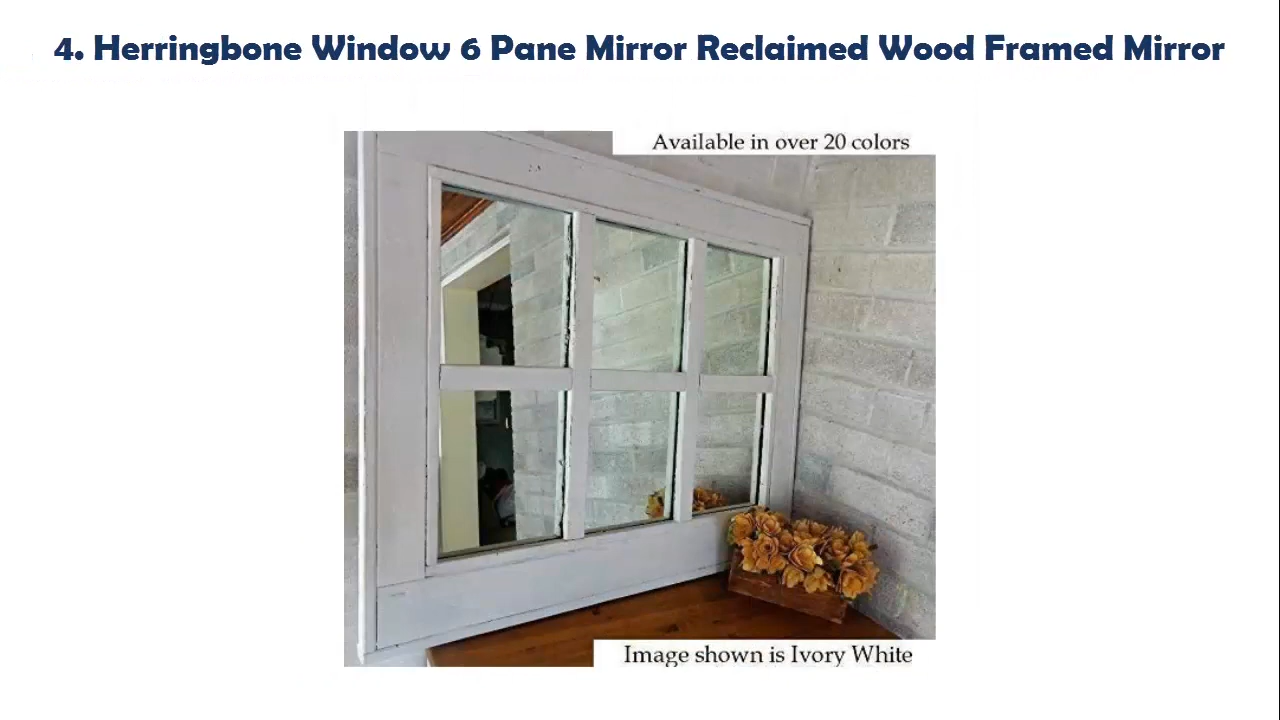 4. Herringbone Window 6 Pane Mirror Reclaimed Wood Framed Mirror
Available in over 20 colors
Image shown is Ivory White